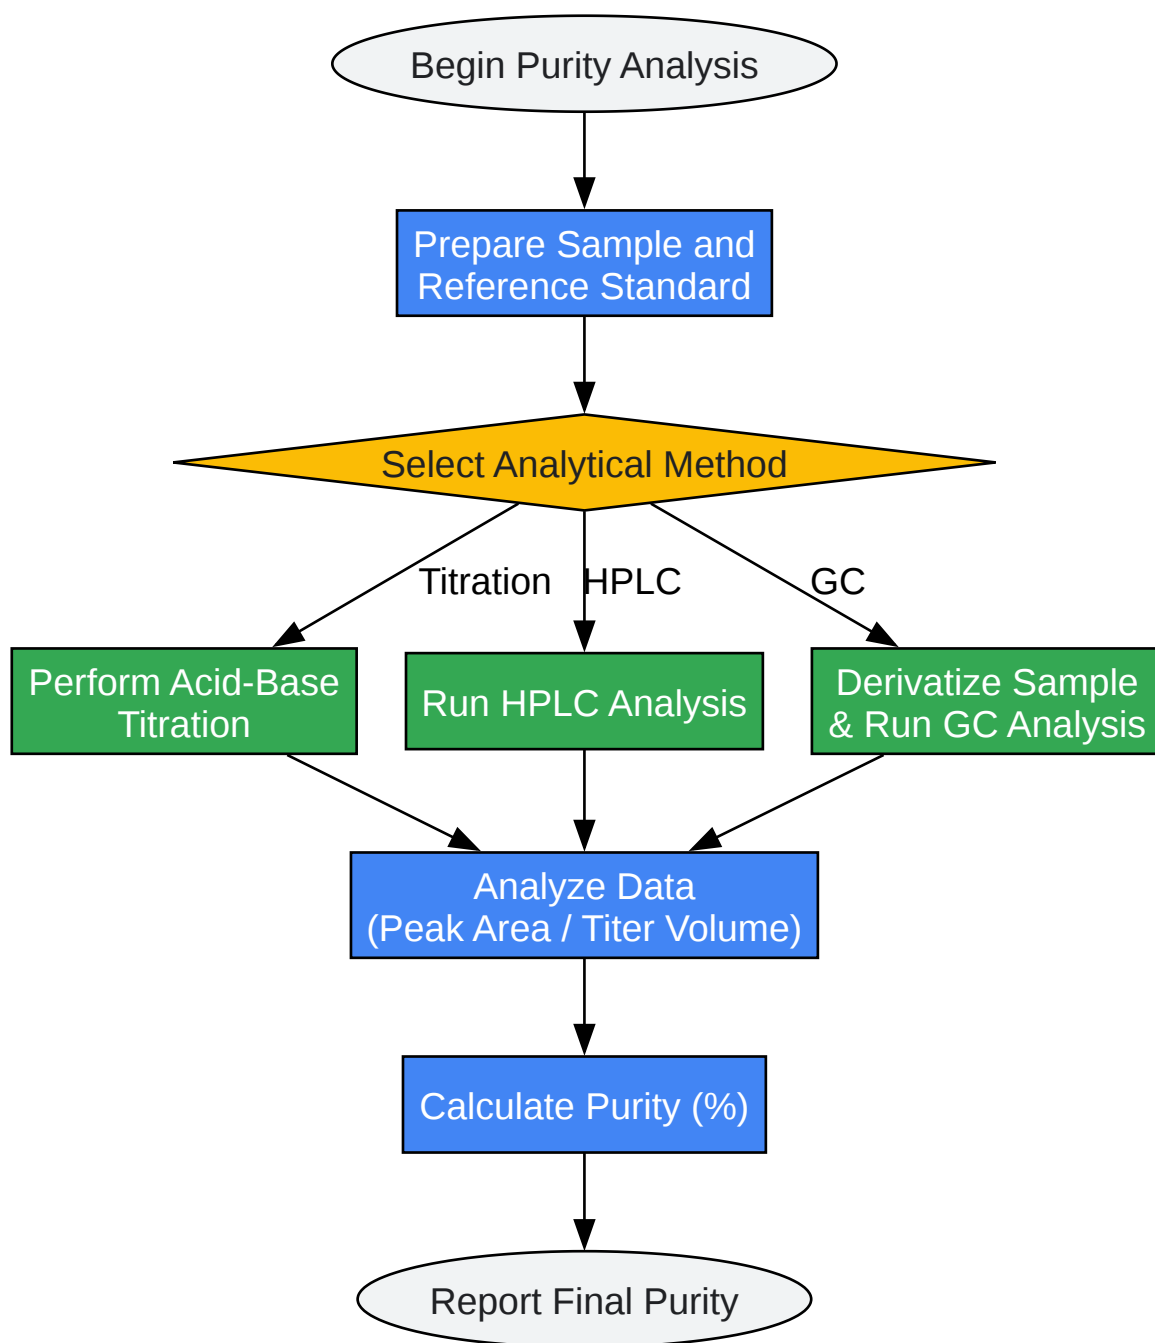 Begin Purity Analysis
Prepare Sample and
Reference Standard
Select Analytical Method
Titration
HPLC
GC
Perform Acid-Base
Titration
Run HPLC Analysis
Derivatize Sample
& Run GC Analysis
Analyze Data
(Peak Area / Titer Volume)
Calculate Purity (%)
Report Final Purity